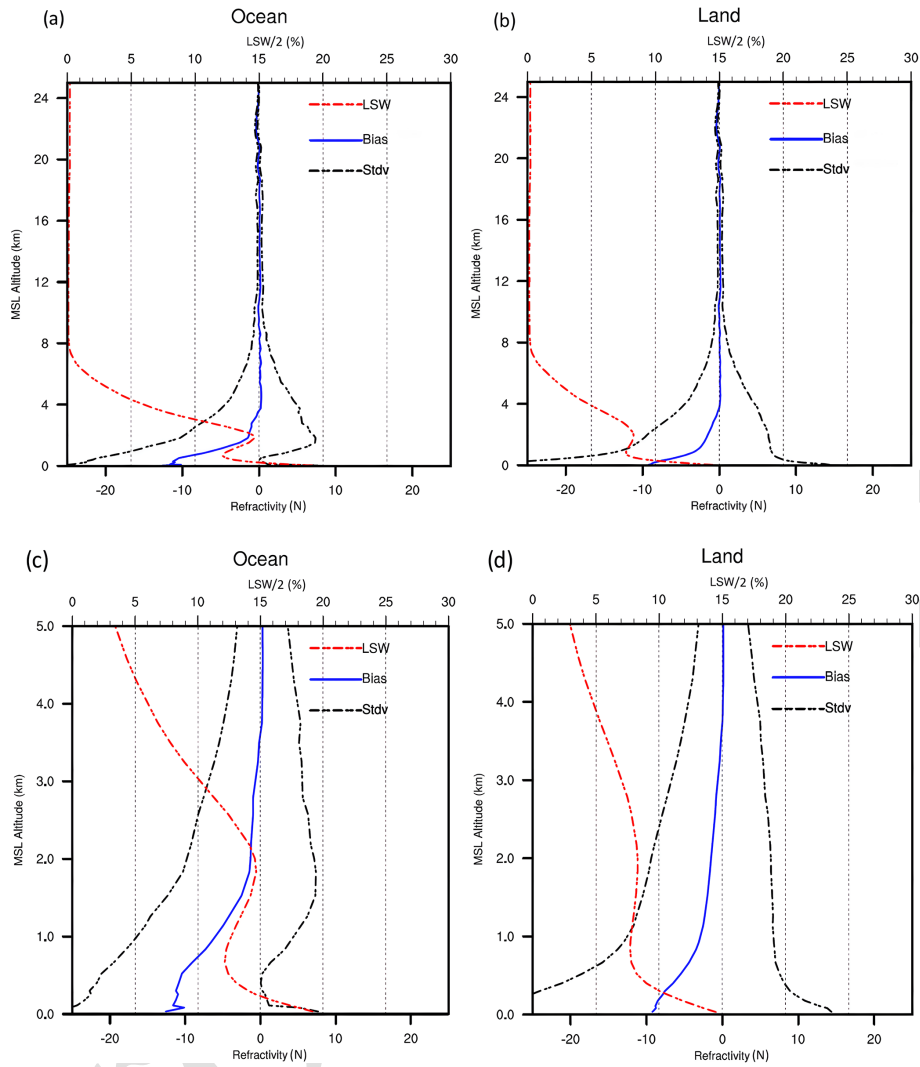 (a)
Ocean
LSW/2 (%)
0 5 10 15 20 25 30
24
20
16
12
8
4
0
MSL Altitude (km)
LSW
Bias
Stdv
-20 -10 0 10 20
Refractivity (N)
(b)
Land
LSW/2 (%)
0 5 10 15 20 25 30
24
20
16
12
8
4
0
MSL Altitude (km)
LSW
Bias
Stdv
-20 -10 0 10 20
Refractivity (N)
(c)
Ocean
LSW/2 (%)
0 5 10 15 20 25 30
5.0
4.0
3.0
2.0
1.0
0.0
MSL Altitude (km)
LSW
Bias
Stdv
-20 -10 0 10 20
Refractivity (N)
(d)
Land
LSW/2 (%)
0 5 10 15 20 25 30
5.0
4.0
3.0
2.0
1.0
0.0
MSL Altitude (km)
LSW
Bias
Stdv
-20 -10 0 10 20
Refractivity (N)